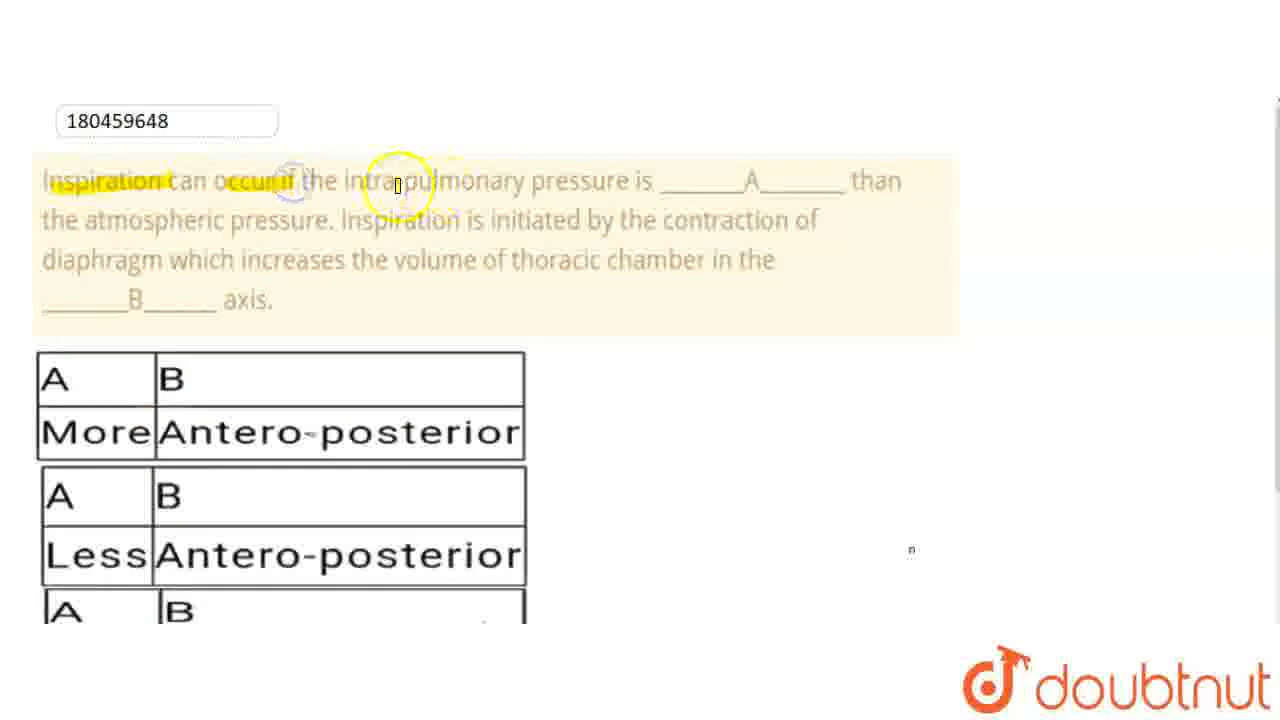 180459648
Inspiration can occur if the intra-pulmonary pressure is _______A_______ than
the atmospheric pressure. Inspiration is initiated by the contraction of
diaphragm which increases the volume of thoracic chamber in the
_______B______ axis.
A B
More Antero-posterior
A B
Less Antero-posterior
A B
n
doubtnut